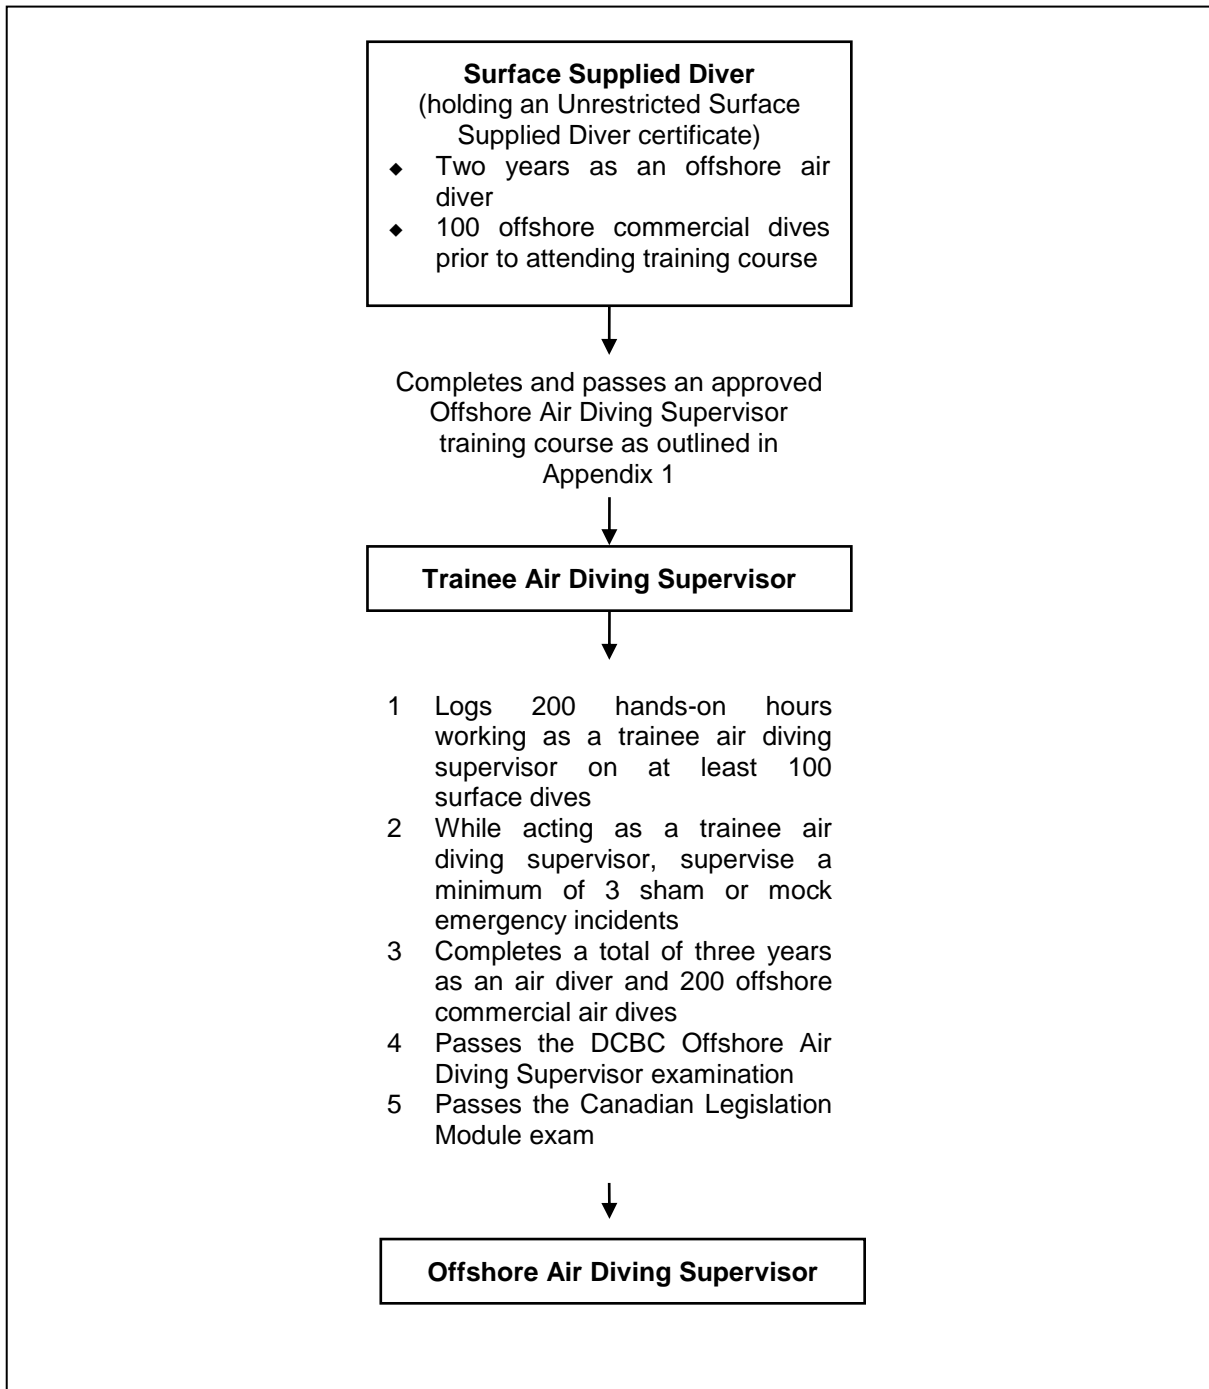 Surface Supplied Diver
(holding an Unrestricted Surface
Supplied Diver certificate)
◆ Two years as an offshore air
diver
◆ 100 offshore commercial dives
prior to attending training course
Completes and passes an approved
Offshore Air Diving Supervisor
training course as outlined in
Appendix 1
Trainee Air Diving Supervisor
1 Logs 200 hands-on hours
working as a trainee air diving
supervisor on at least 100
surface dives
2 While acting as a trainee air
diving supervisor, supervise a
minimum of 3 sham or mock
emergency incidents
3 Completes a total of three years
as an air diver and 200 offshore
commercial air dives
4 Passes the DCBC Offshore Air
Diving Supervisor examination
5 Passes the Canadian Legislation
Module exam
Offshore Air Diving Supervisor